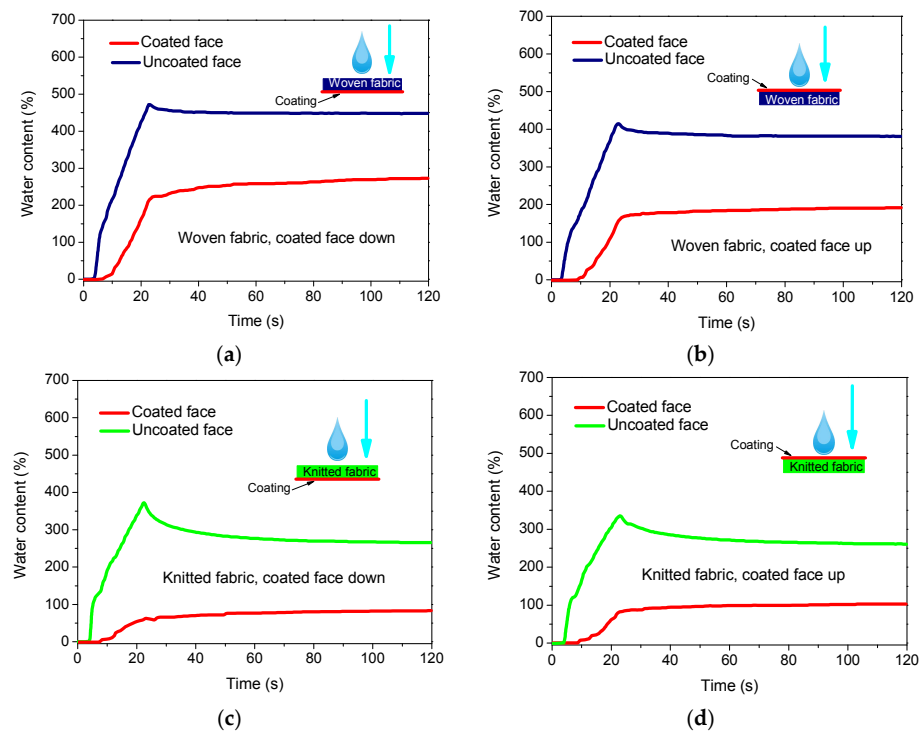 700
600
500
400
300
200
100
0
Water content (%)
Coated face
Uncoated face
Woven fabric
Coating
Woven fabric, coated face down
0 20 40 60 80 100 120
Time (s)
(a)
700
600
500
400
300
200
100
0
Water content (%)
Coated face
Uncoated face
Coating
Woven fabric
Woven fabric, coated face up
0 20 40 60 80 100 120
Time (s)
(b)
700
600
500
400
300
200
100
0
Water content (%)
Coated face
Uncoated face
Knitted fabric
Coating
Knitted fabric, coated face down
0 20 40 60 80 100 120
Time (s)
(c)
700
600
500
400
300
200
100
0
Water content (%)
Coated face
Uncoated face
Coating
Knitted fabric
Knitted fabric, coated face up
0 20 40 60 80 100 120
Time (s)
(d)